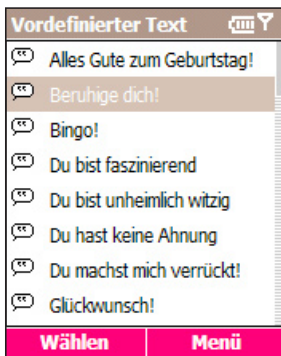 Vordefinierter Text
Alles Gute zum Geburtstag!
Beruhige dich!
Bingo!
Du bist faszinierend
Du bist unheimlich witzig
Du hast keine Ahnung
Du machst mich verrückt!
Glückwunsch!
Wählen Menü